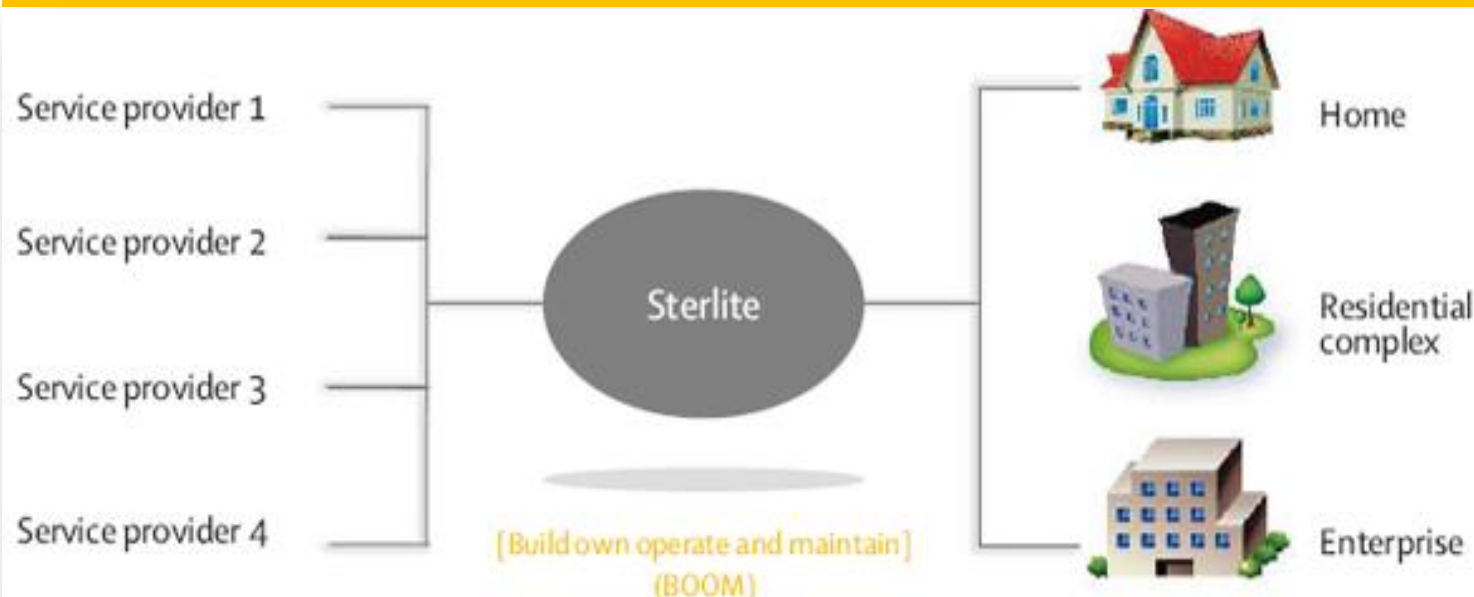 Service provider 1
Service provider 2
Service provider 3
Service provider 4
Sterlite
[Build own operate and maintain]
(BOOM)
Home
Residential
complex
Enterprise